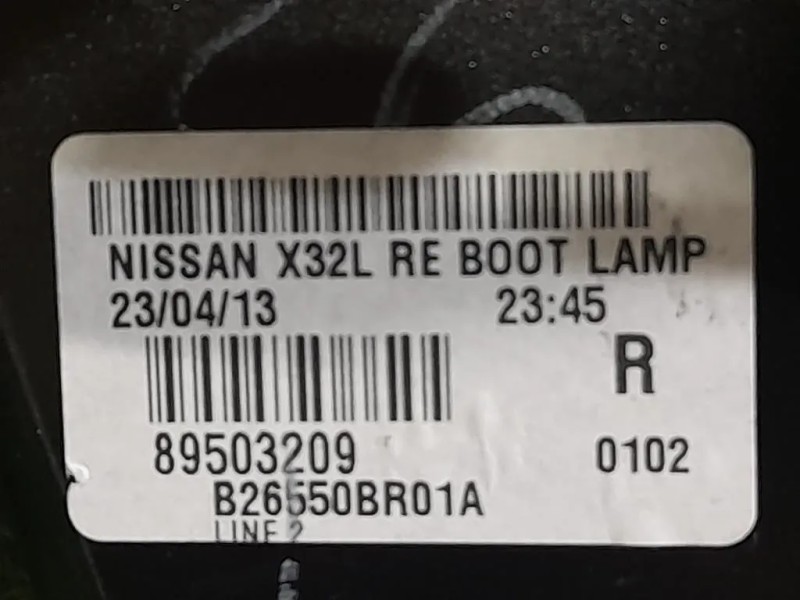 NISSAN X32L RE BOOT LAMP
23/04/13 23:45
R
89503209 0102
B26550BR01A
LINE 2